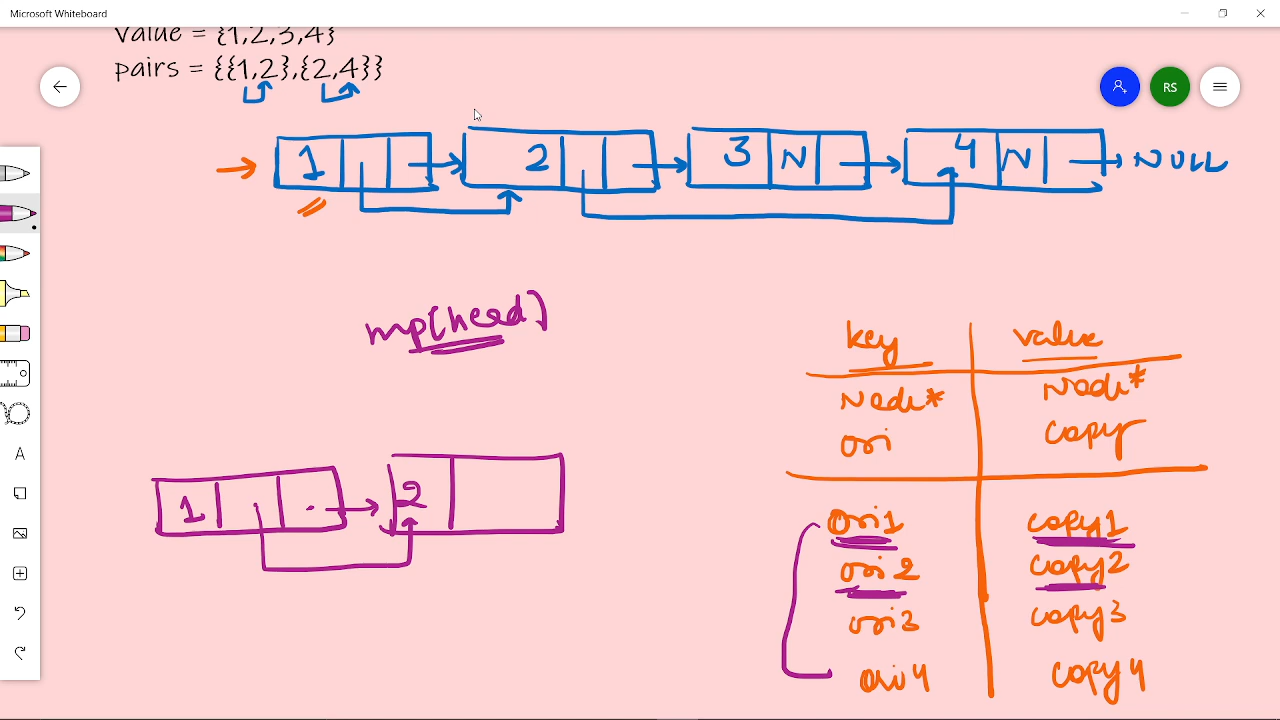 Microsoft Whiteboard
value = {1,2,3,4}
pairs = {{1,2},{2,4}}
RS
1 2 3 N 4 N NULL
mp[head]
key value
Node* Node*
ori copy
1 2
ori1 copy1
ori2 copy2
ori3 copy3
ori4 copy4
A